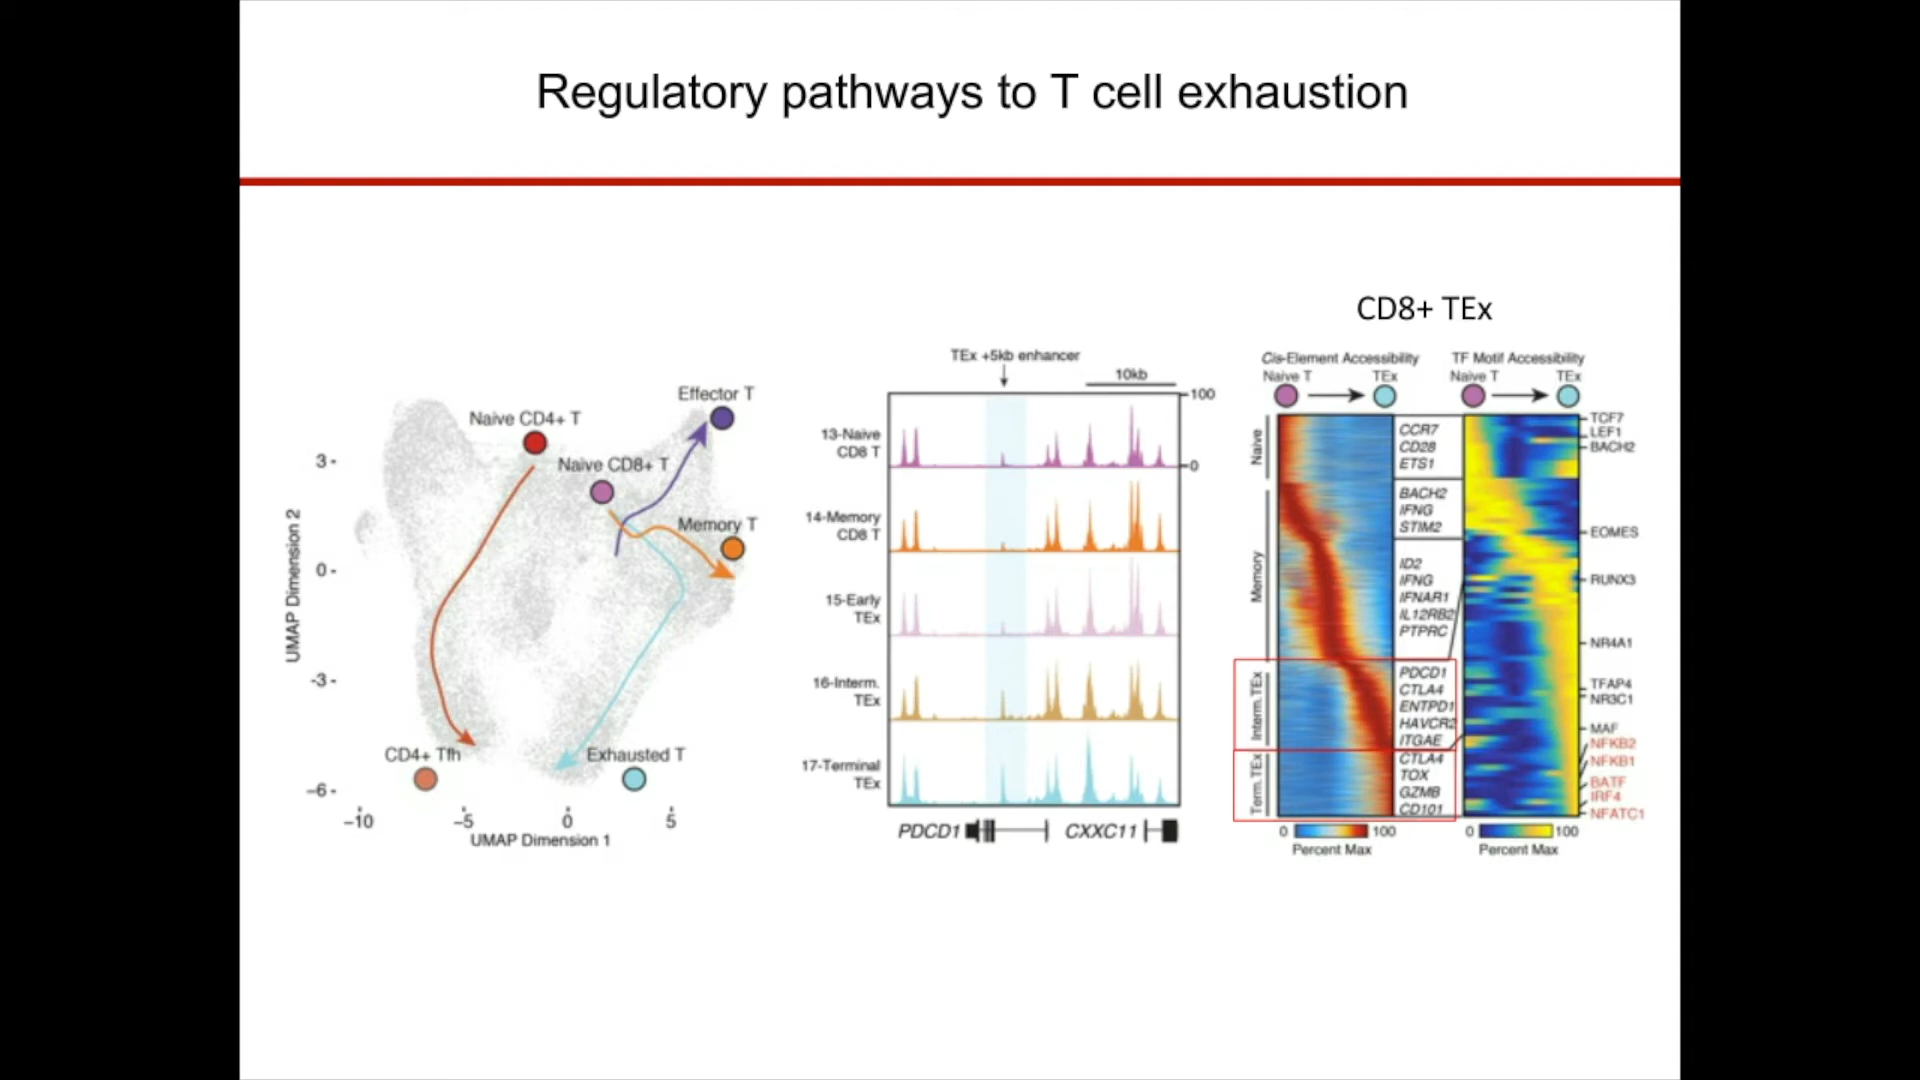 Regulatory pathways to T cell exhaustion
Effector T
Naive CD4+ T
Naive CD8+ T
Memory T
CD4+ Tfh
Exhausted T
UMAP Dimension 2
3
0
-3
-6
-10
-5
0
5
UMAP Dimension 1
TEx +5kb enhancer
10kb
100
0
13-Naive
CD8 T
14-Memory
CD8 T
15-Early
TEx
16-Interm.
TEx
17-Terminal
TEx
PDCD1
CXXC11
CD8+ TEx
Cis-Element Accessibility
Naive T
TEx
TF Motif Accessibility
Naive T
TEx
Naive
Memory
Interm.TEx
Term.TEx
CCR7
CD28
ETS1
BACH2
IFNG
STIM2
ID2
IFNG
IFNAR1
IL12RB2
PTPRC
PDCD1
CTLA4
ENTPD1
HAVCR2
ITGAE
CTLA4
TOX
GZMB
CD101
TCF7
LEF1
BACH2
EOMES
RUNX3
NR4A1
TFAP4
NR3C1
MAF
NFKB2
NFKB1
BATF
IRF4
NFATC1
0
100
Percent Max
0
100
Percent Max